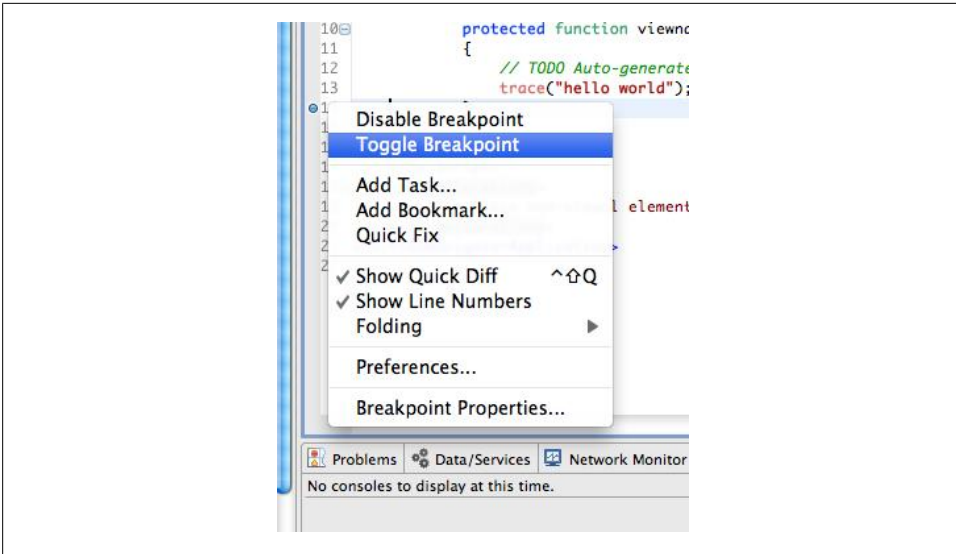 10 protected function viewna
11 {
12 // TODO Auto-generate
13 trace("hello world");
1
Disable Breakpoint
Toggle Breakpoint
Add Task...
Add Bookmark...
l element
Quick Fix
>
Show Quick Diff ^⇧Q
Show Line Numbers
Folding
Preferences...
Breakpoint Properties...
Problems Data/Services Network Monitor
No consoles to display at this time.